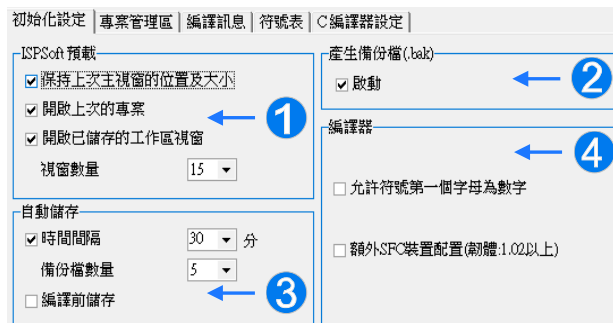 初始化設定 專案管理區 編譯訊息 符號表 C編譯器設定
ISPSoft 預載
保持上次主視窗的位置及大小
開啟上次的專案
開啟已儲存的工作區視窗
視窗數量 15
1
自動儲存
時間間隔 30 分
備份檔數量 5
編譯前儲存
3
產生備份檔(.bak)
啟動
2
編譯器
4
允許符號第一個字母為數字
額外SFC裝置配置(韌體:1.02以上)